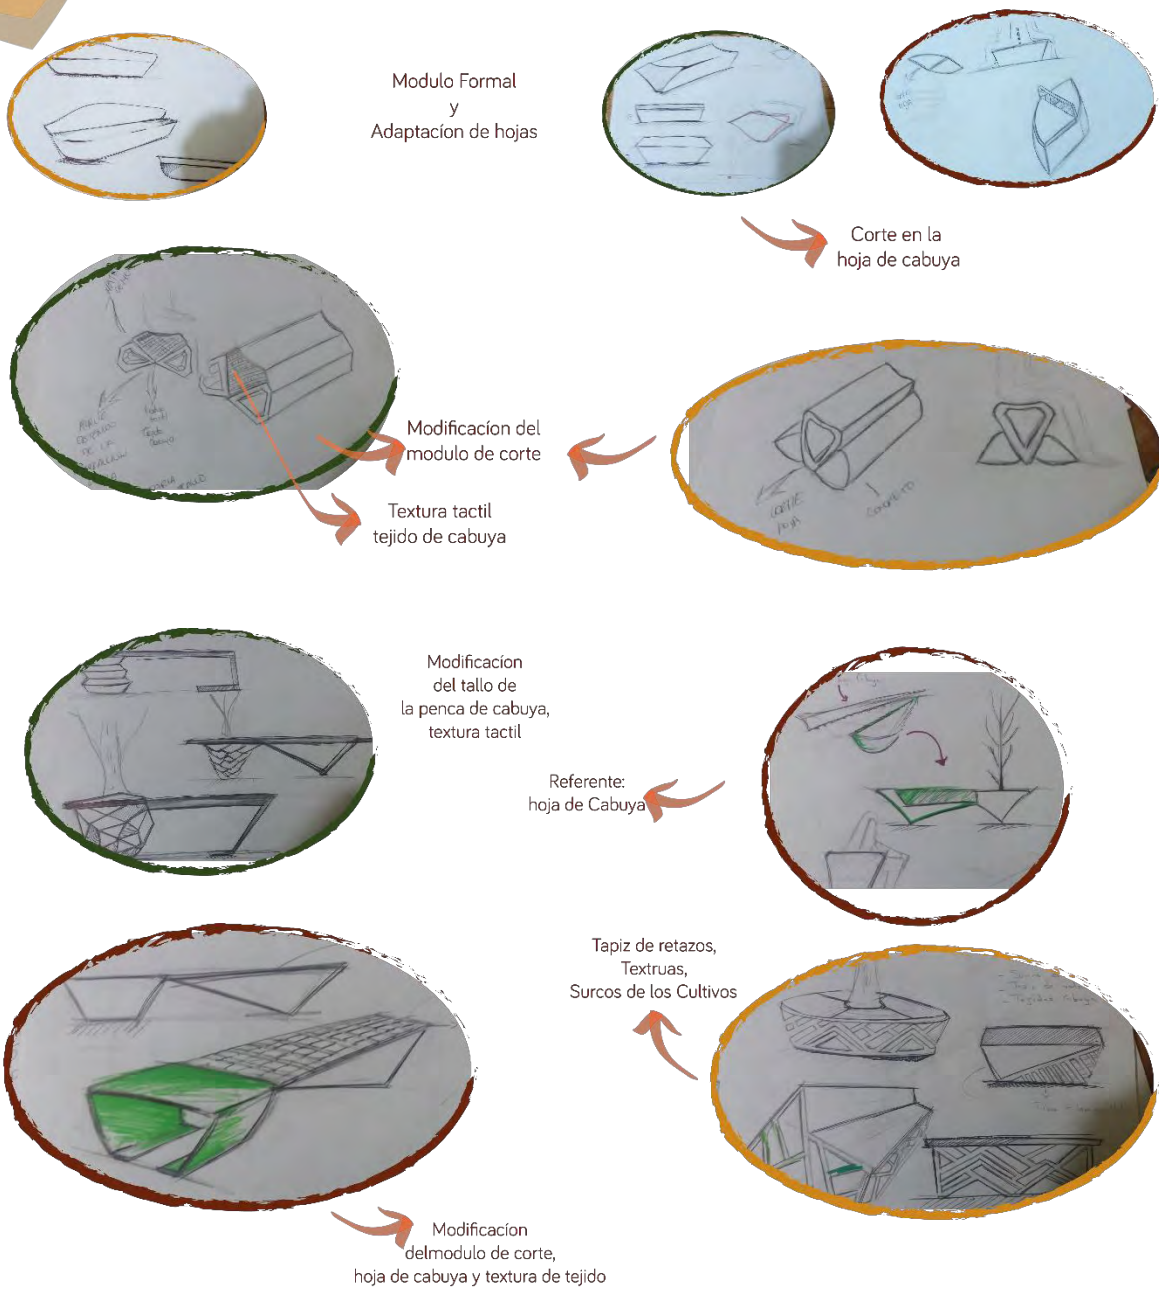 Modulo Formal
y
Adaptacíon de hojas
Corte en la
hoja de cabuya
Modificacíon del
modulo de corte
Textura tactil
tejido de cabuya
Modificacíon
del tallo de
la penca de cabuya,
textura tactil
Referente:
hoja de Cabuya
Tapiz de retazos,
Textruas,
Surcos de los Cultivos
Modificacíon
delmodulo de corte,
hoja de cabuya y textura de tejido